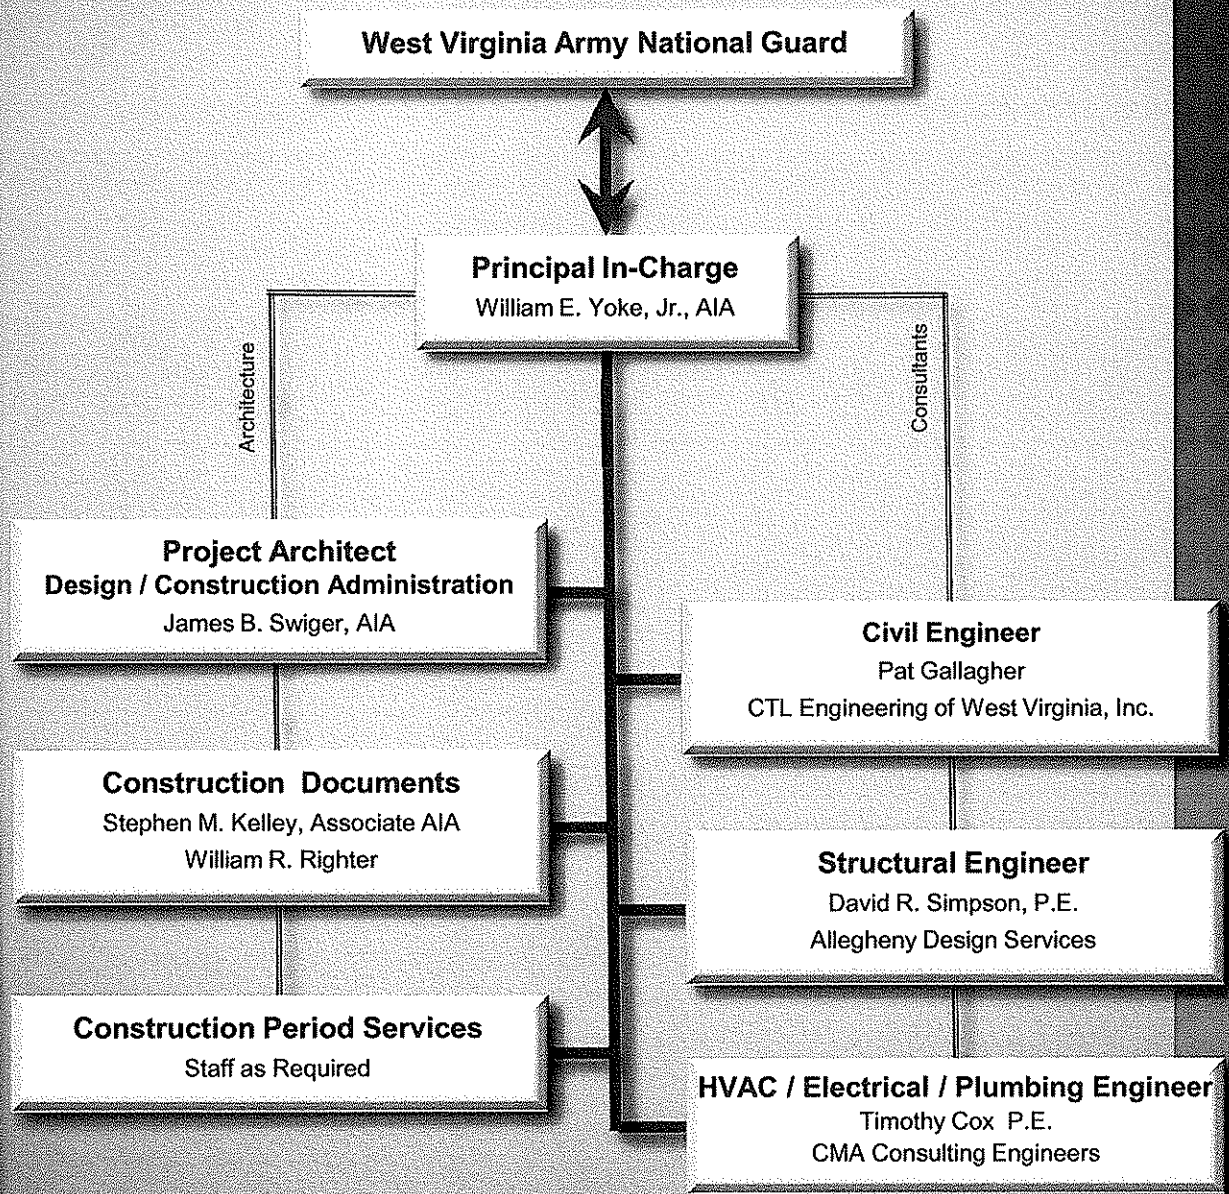 West Virginia Army National Guard
Principal In-Charge
William E. Yoke, Jr., AIA
Architecture
Consultants
Project Architect
Design / Construction Administration
James B. Swiger, AIA
Construction Documents
Stephen M. Kelley, Associate AIA
William R. Righter
Construction Period Services
Staff as Required
Civil Engineer
Pat Gallagher
CTL Engineering of West Virginia, Inc.
Structural Engineer
David R. Simpson, P.E.
Allegheny Design Services
HVAC / Electrical / Plumbing Engineer
Timothy Cox P.E.
CMA Consulting Engineers